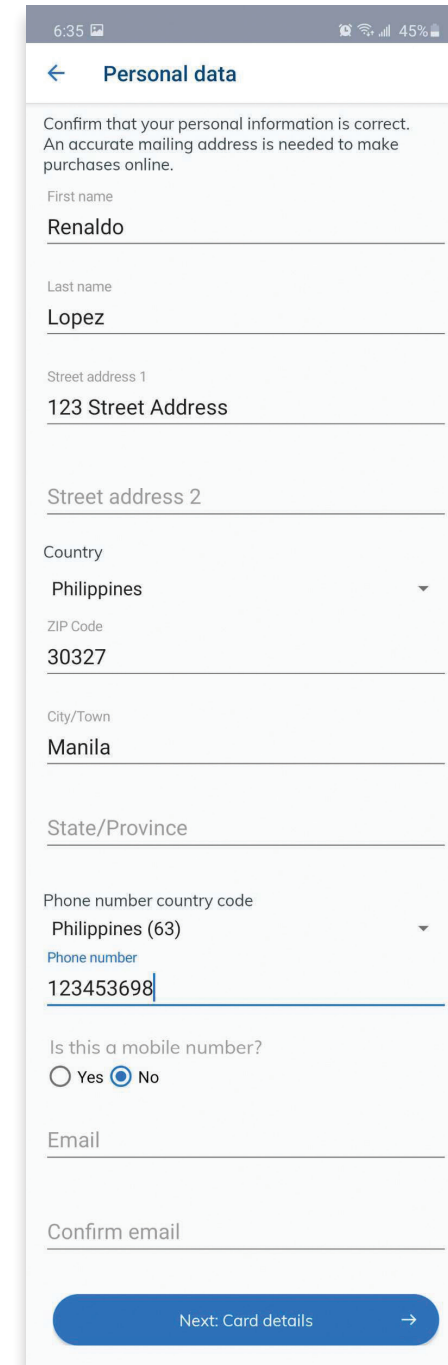 6:35 45%
Personal data
Confirm that your personal information is correct.
An accurate mailing address is needed to make
purchases online.
First name
Renaldo
Last name
Lopez
Street address 1
123 Street Address
Street address 2
Country
Philippines
ZIP Code
30327
City/Town
Manila
State/Province
Phone number country code
Philippines (63)
Phone number
123453698
Is this a mobile number?
Yes No
Email
Confirm email
Next: Card details